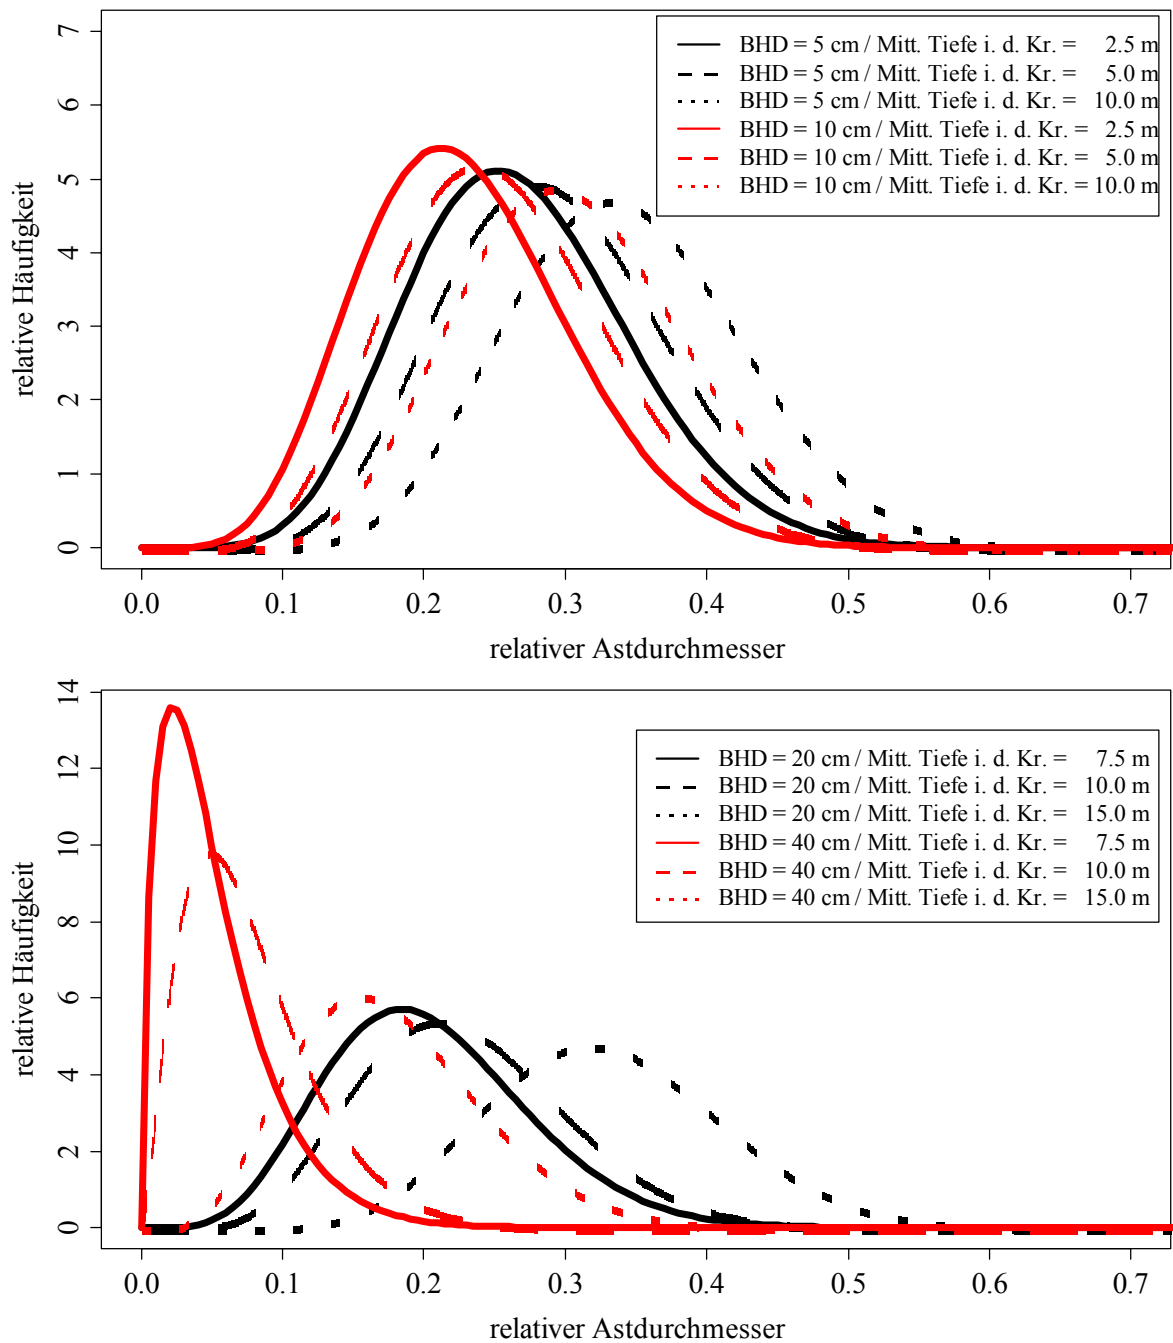 7
6
5
4
3
2
1
0
relative Häufigkeit
BHD = 5 cm / Mitt. Tiefe i. d. Kr. = 2.5 m
BHD = 5 cm / Mitt. Tiefe i. d. Kr. = 5.0 m
BHD = 5 cm / Mitt. Tiefe i. d. Kr. = 10.0 m
BHD = 10 cm / Mitt. Tiefe i. d. Kr. = 2.5 m
BHD = 10 cm / Mitt. Tiefe i. d. Kr. = 5.0 m
BHD = 10 cm / Mitt. Tiefe i. d. Kr. = 10.0 m
0.0 0.1 0.2 0.3 0.4 0.5 0.6 0.7
relativer Astdurchmesser
14
12
10
8
6
4
2
0
relative Häufigkeit
BHD = 20 cm / Mitt. Tiefe i. d. Kr. = 7.5 m
BHD = 20 cm / Mitt. Tiefe i. d. Kr. = 10.0 m
BHD = 20 cm / Mitt. Tiefe i. d. Kr. = 15.0 m
BHD = 40 cm / Mitt. Tiefe i. d. Kr. = 7.5 m
BHD = 40 cm / Mitt. Tiefe i. d. Kr. = 10.0 m
BHD = 40 cm / Mitt. Tiefe i. d. Kr. = 15.0 m
0.0 0.1 0.2 0.3 0.4 0.5 0.6 0.7
relativer Astdurchmesser